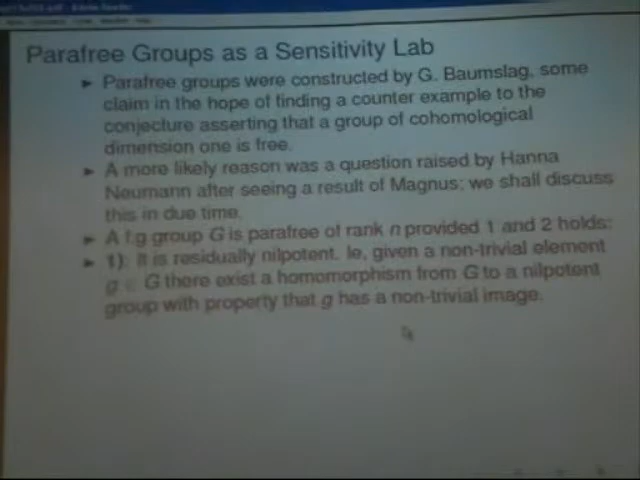 Parafree Groups as a Sensitivity Lab
► Parafree groups were constructed by G. Baumslag, some
claim in the hope of finding a counter example to the
conjecture asserting that a group of cohomological
dimension one is free.
► A more likely reason was a question raised by Hanna
Neumann after seeing a result of Magnus; we shall discuss
this in due time.
► A f.g group G is parafree of rank n provided 1 and 2 holds:
► 1): It is residually nilpotent. Ie, given a non-trivial element
g ∈ G there exist a homomorphism from G to a nilpotent
group with property that g has a non-trivial image.